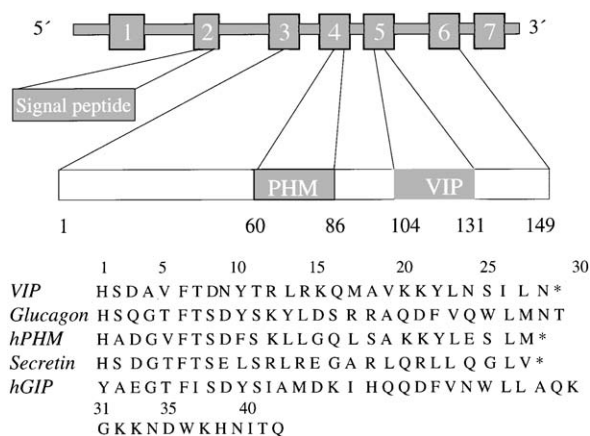 5´ 1 2 3 4 5 6 7 3´
Signal peptide
PHM VIP
1 60 86 104 131 149
1 5 10 15 20 25 30
VIP H S D A V F T D N Y T R L R K Q M A V K K Y L N S I L N *
Glucagon H S Q G T F T S D Y S K Y L D S R R A Q D F V Q W L M N T
hPHM H A D G V F T S D F S K L L G Q L S A K K Y L E S L M *
Secretin H S D G T F T S E L S R L R E G A R L Q R L L Q G L V *
hGIP Y A E G T F I S D Y S I A M D K I H Q Q D F V N W L L A Q K
31 35 40
G K K N D W K H N I T Q